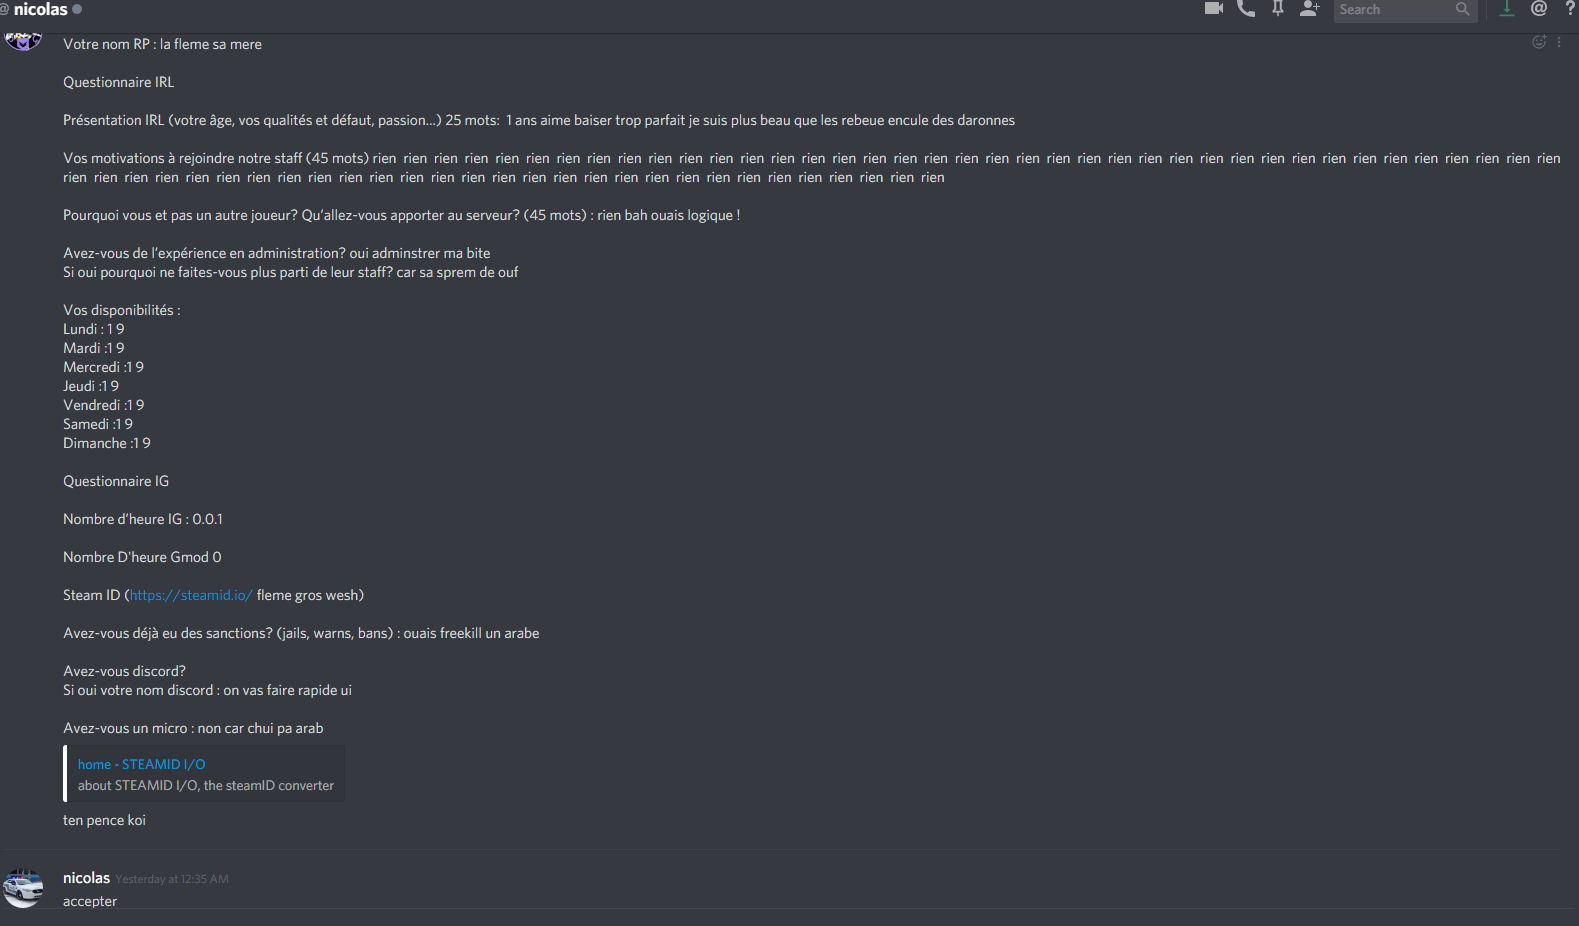 @ nicolas
Search
Votre nom RP : la fleme sa mere
Questionnaire IRL
Présentation IRL (votre âge, vos qualités et défaut, passion...) 25 mots: 1 ans aime baiser trop parfait je suis plus beau que les rebeue encule des daronnes
Vos motivations à rejoindre notre staff (45 mots) rien rien rien rien rien rien rien rien rien rien rien rien rien rien rien rien rien rien rien rien rien rien rien rien rien rien rien rien rien rien rien rien rien rien rien rien rien rien rien
rien rien rien rien rien rien rien rien rien rien rien rien rien rien rien rien rien rien rien rien rien rien rien rien rien rien rien rien rien
Pourquoi vous et pas un autre joueur? Qu'allez-vous apporter au serveur? (45 mots) : rien bah ouais logique !
Avez-vous de l'expérience en administration? oui adminstrer ma bite
Si oui pourquoi ne faites-vous plus parti de leur staff? car sa sprem de ouf
Vos disponibilités :
Lundi : 1 9
Mardi :1 9
Mercredi :1 9
Jeudi :1 9
Vendredi :1 9
Samedi :1 9
Dimanche :1 9
Questionnaire IG
Nombre d'heure IG : 0.0.1
Nombre D'heure Gmod 0
Steam ID (https://steamid.io/ fleme gros wesh)
Avez-vous déjà eu des sanctions? (jails, warns, bans) : ouais freekill un arabe
Avez-vous discord?
Si oui votre nom discord : on vas faire rapide ui
Avez-vous un micro : non car chui pa arab
home - STEAMID I/O
about STEAMID I/O, the steamID converter
ten pence koi
nicolas Yesterday at 12:35 AM
accepter